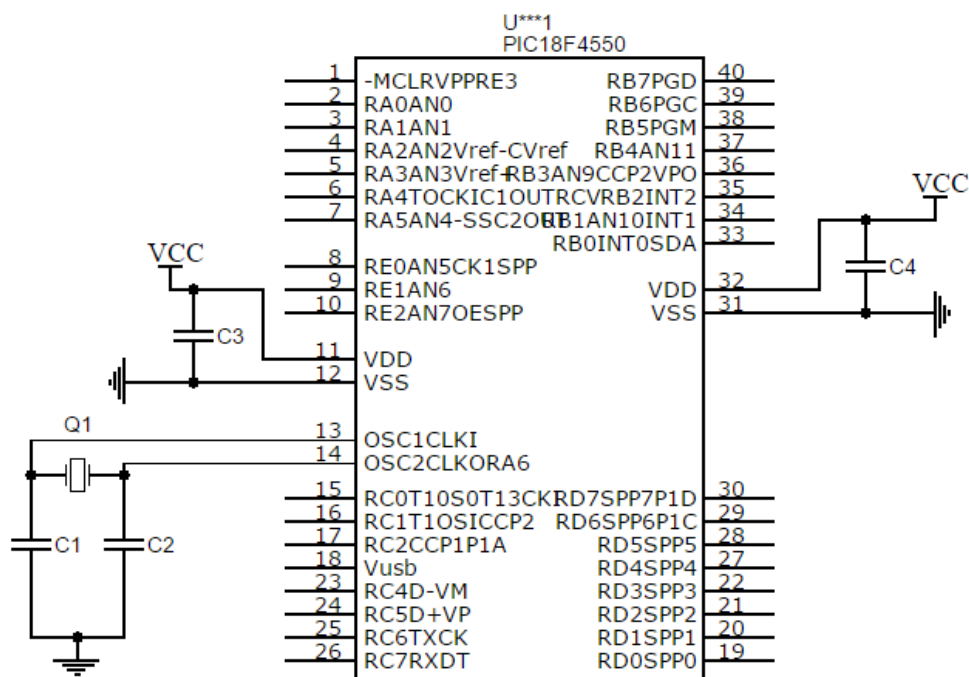 U***1
PIC18F4550
1 -MCLRVPPRE3 RB7PGD 40
2 RA0AN0 RB6PGC 39
3 RA1AN1 RB5PGM 38
4 RA2AN2Vref-CVref RB4AN11 37
5 RA3AN3Vref+ RB3AN9CCP2VPO 36
6 RA4TOCKIC1OUTRCV RB2INT2 35
7 RA5AN4-SSC2OUT RB1AN10INT1 34
RB0INT0SDA 33
VCC
C4
8 RE0AN5CK1SPP
VCC
9 RE1AN6 VDD 32
10 RE2AN7OESPP VSS 31
C3
11 VDD
12 VSS
Q1
13 OSC1CLKI
14 OSC2CLKORA6
15 RC0T10S0T13CK1 RD7SPP7P1D 30
16 RC1T1OSICCP2 RD6SPP6P1C 29
C1 C2
17 RC2CCP1P1A RD5SPP5 28
18 Vusb RD4SPP4 27
23 RC4D-VM RD3SPP3 22
24 RC5D+VP RD2SPP2 21
25 RC6TXCK RD1SPP1 20
26 RC7RXDT RD0SPP0 19